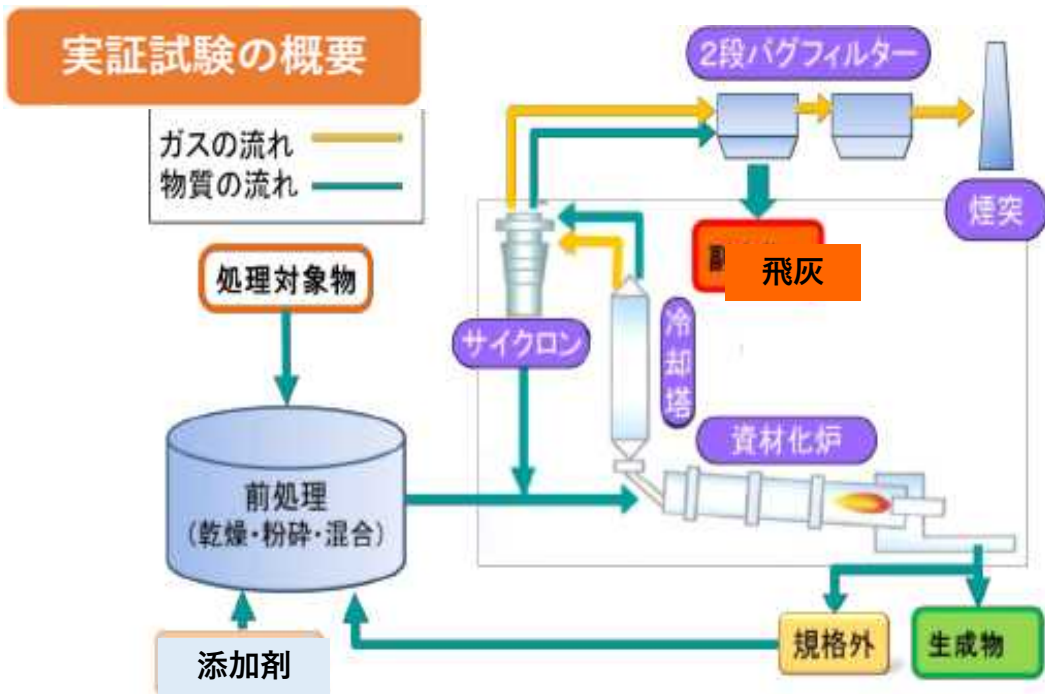 実証試験の概要
2段バグフィルター
ガスの流れ
物質の流れ
煙突
処理対象物
飛灰
サイクロン
冷却塔
資材化炉
前処理
(乾燥・粉砕・混合)
添加剤
規格外
生成物